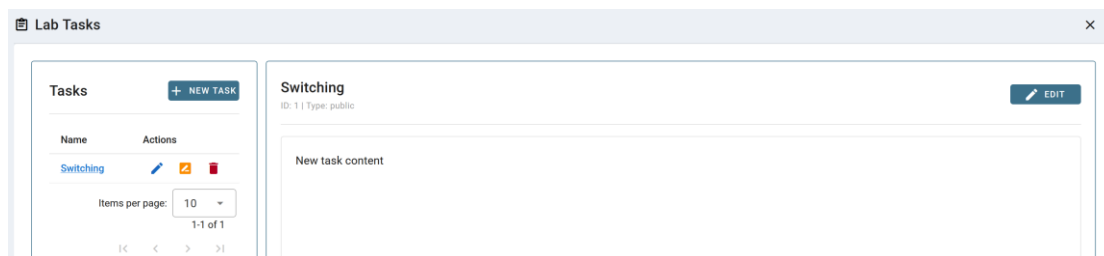 Lab Tasks
Tasks
+ NEW TASK
Name Actions
Switching
Items per page: 10
1-1 of 1
Switching
ID: 1 | Type: public
EDIT
New task content